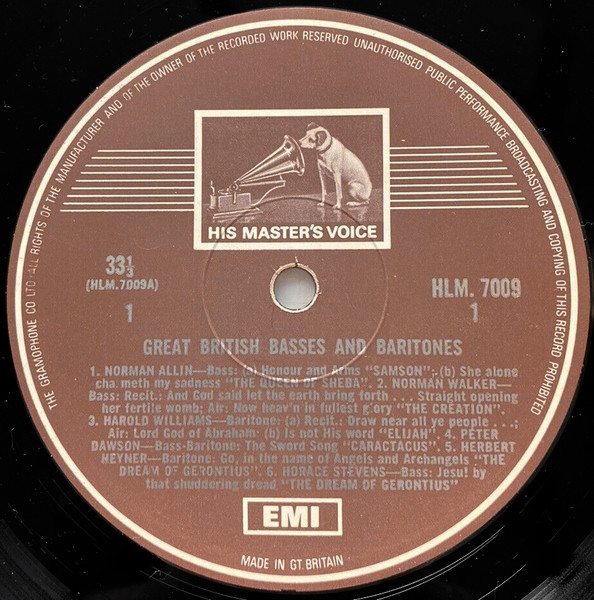 THE GRAMOPHONE CO LTD·ALL RIGHTS OF THE MANUFACTURER AND OF THE OWNER OF THE RECORDED WORK RESERVED UNAUTHORISED PUBLIC PERFORMANCE BROADCASTING AND COPYING OF THIS RECORD PROHIBITED
HIS MASTER'S VOICE
33⅓
(HLM.7009A)
1
HLM. 7009
1
GREAT BRITISH BASSES AND BARITONES
1. NORMAN ALLIN—Bass: (a) Honour and Arms "SAMSON": (b) She alone
cha meth my sadness "THE QUEEN OF SHEBA". 2. NORMAN WALKER—
Bass: Recit.: And God said let the earth bring forth . . . Straight opening
her fertile womb: Air: Now heav'n in fullest glory "THE CREATION".
3. HAROLD WILLIAMS—Baritone: (a) Recit.: Draw near all ye people . . .;
Air: Lord God of Abraham: (b) Is not His word "ELIJAH". 4. PETER
DAWSON—Bass-Baritone: The Sword Song "CARACTACUS". 5. HERBERT
HEYNER—Baritone: Go, in the name of Angels and Archangels "THE
DREAM OF GERONTIUS". 6. HORACE STEVENS—Bass: Jesu! by
that shuddering dread "THE DREAM OF GERONTIUS"
EMI
MADE IN GT. BRITAIN